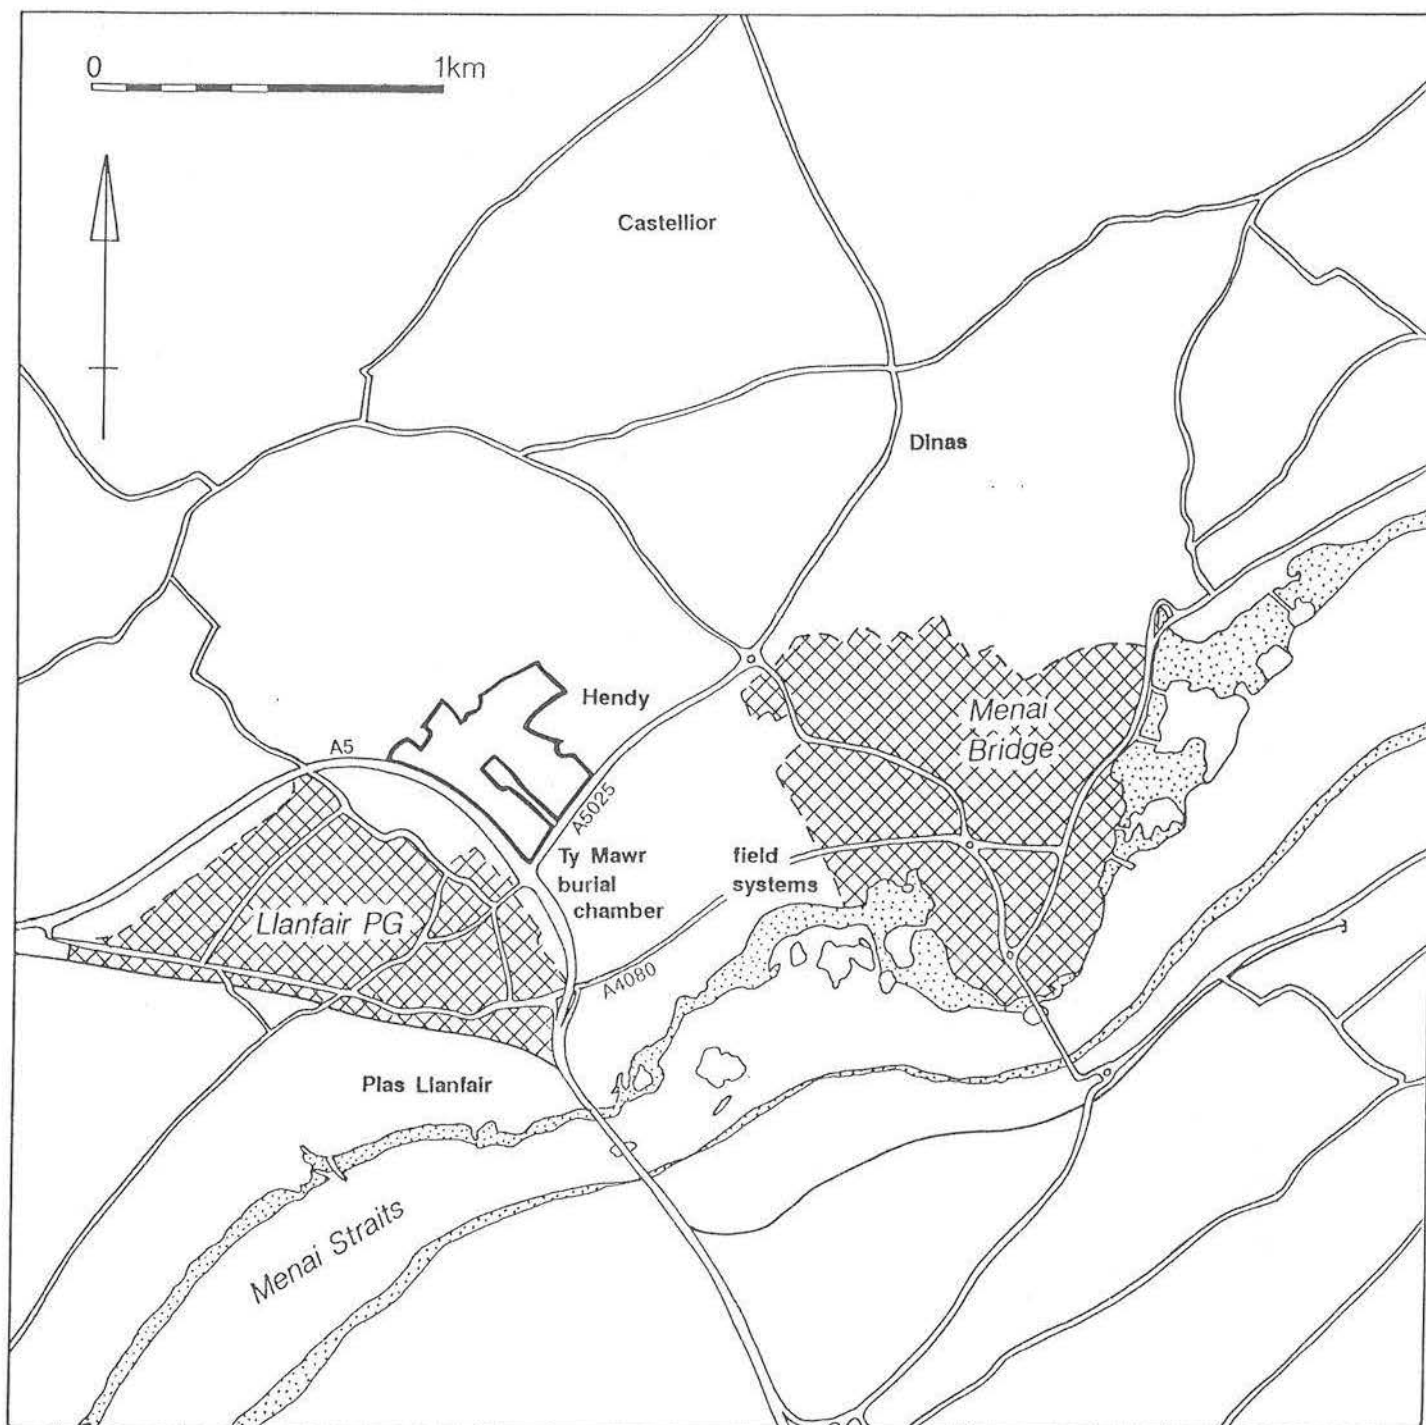 0 1km
Castellior
Dinas
Hendy
Menai
Bridge
A5
A5025
Ty Mawr
burial
chamber
field
systems
Llanfair PG
A4080
Plas Llanfair
Menai Straits